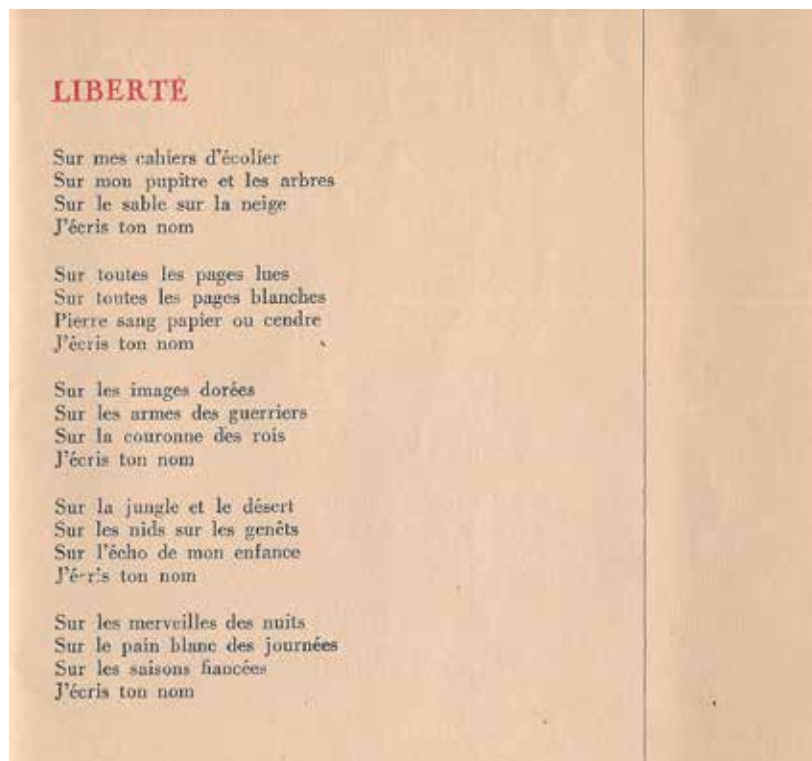 LIBERTÉ
Sur mes cahiers d'écolier
Sur mon pupitre et les arbres
Sur le sable sur la neige
J'écris ton nom
Sur toutes les pages lues
Sur toutes les pages blanches
Pierre sang papier ou cendre
J'écris ton nom
Sur les images dorées
Sur les armes des guerriers
Sur la couronne des rois
J'écris ton nom
Sur la jungle et le désert
Sur les nids sur les genêts
Sur l'écho de mon enfance
J'écris ton nom
Sur les merveilles des nuits
Sur le pain blanc des journées
Sur les saisons fiancées
J'écris ton nom